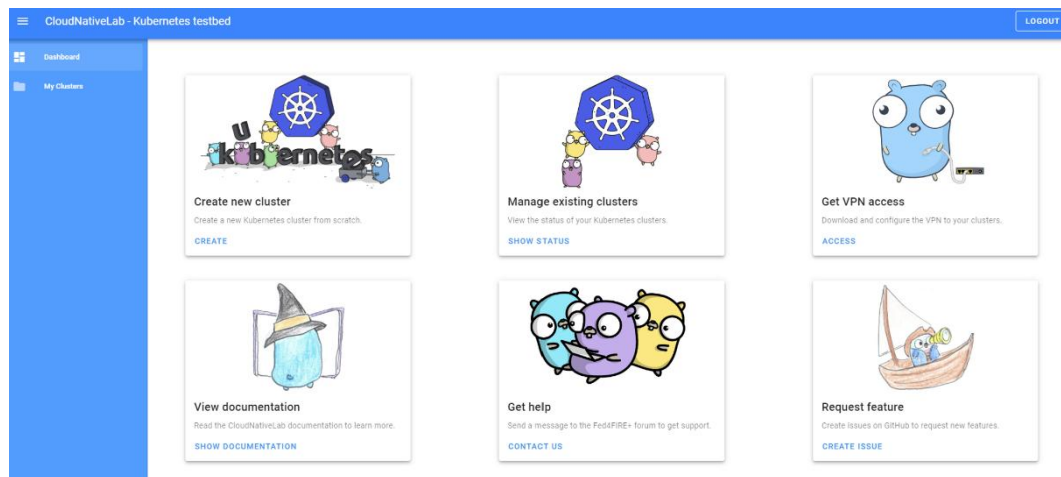 CloudNativeLab - Kubernetes testbed
LOGOUT
Dashboard
My Clusters
kubernetes
Create new cluster
Create a new Kubernetes cluster from scratch.
CREATE
Manage existing clusters
View the status of your Kubernetes clusters.
SHOW STATUS
Get VPN access
Download and configure the VPN to your clusters.
ACCESS
View documentation
Read the CloudNativeLab documentation to learn more.
SHOW DOCUMENTATION
Get help
Send a message to the Fed4FIRE+ forum to get support.
CONTACT US
Request feature
Create issues on GitHub to request new features.
CREATE ISSUE